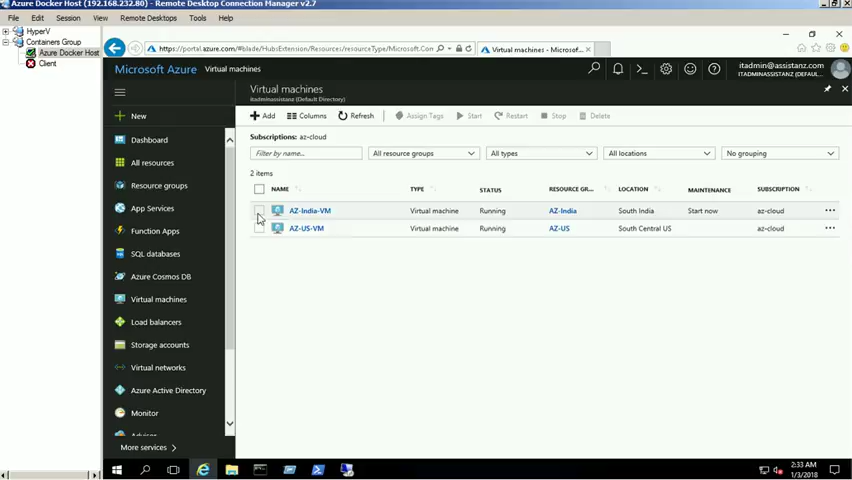 Azure Docker Host (192.168.232.80) - Remote Desktop Connection Manager v2.7
File Edit Session View Remote Desktops Tools Help
HyperV
Containers Group
Azure Docker Host
Client
https://portal.azure.com/#blade/HubsExtension/Resources/resourceType/Microsoft.Com
Virtual machines - Microsof...
Microsoft Azure Virtual machines
itadmin@assistanz.com
ITADMINASSISTANZ (DEFAULT...
Virtual machines
itadminassistanz (Default Directory)
New
Dashboard
All resources
Resource groups
App Services
Function Apps
SQL databases
Azure Cosmos DB
Virtual machines
Load balancers
Storage accounts
Virtual networks
Azure Active Directory
Monitor
Advisor
More services
Add Columns Refresh Assign Tags Start Restart Stop Delete
Subscriptions: az-cloud
Filter by name... All resource groups All types All locations No grouping
2 items
NAME TYPE STATUS RESOURCE GR... LOCATION MAINTENANCE SUBSCRIPTION
AZ-India-VM Virtual machine Running AZ-India South India Start now az-cloud ...
AZ-US-VM Virtual machine Running AZ-US South Central US az-cloud ...
2:33 AM
1/3/2018